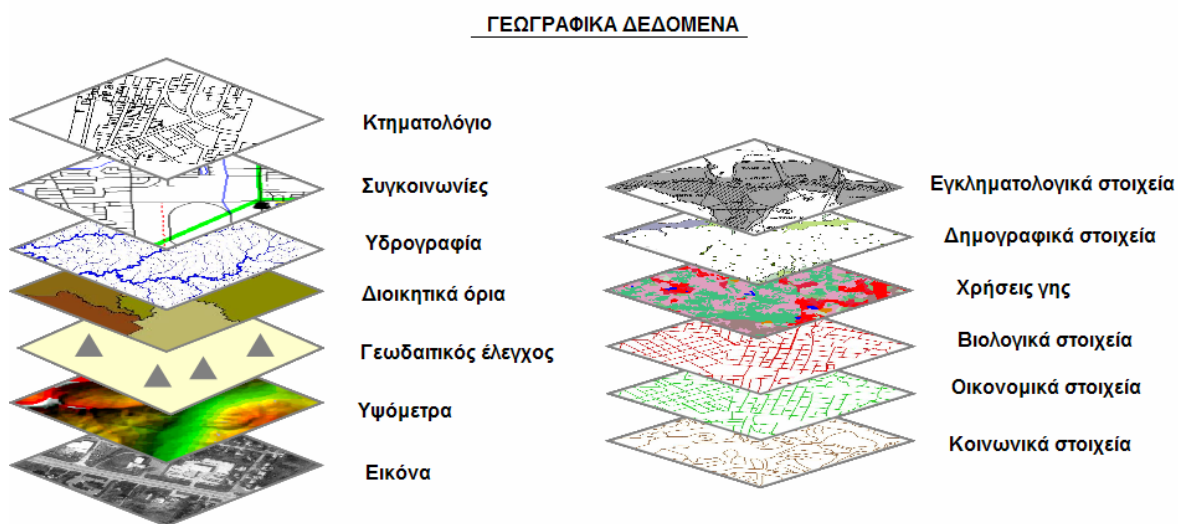 ΓΕΩΓΡΑΦΙΚΑ ΔΕΔΟΜΕΝΑ
Κτηματολόγιο
Συγκοινωνίες
Υδρογραφία
Διοικητικά όρια
Γεωδαιτικός έλεγχος
Υψόμετρα
Εικόνα
Εγκληματολογικά στοιχεία
Δημογραφικά στοιχεία
Χρήσεις γης
Βιολογικά στοιχεία
Οικονομικά στοιχεία
Κοινωνικά στοιχεία